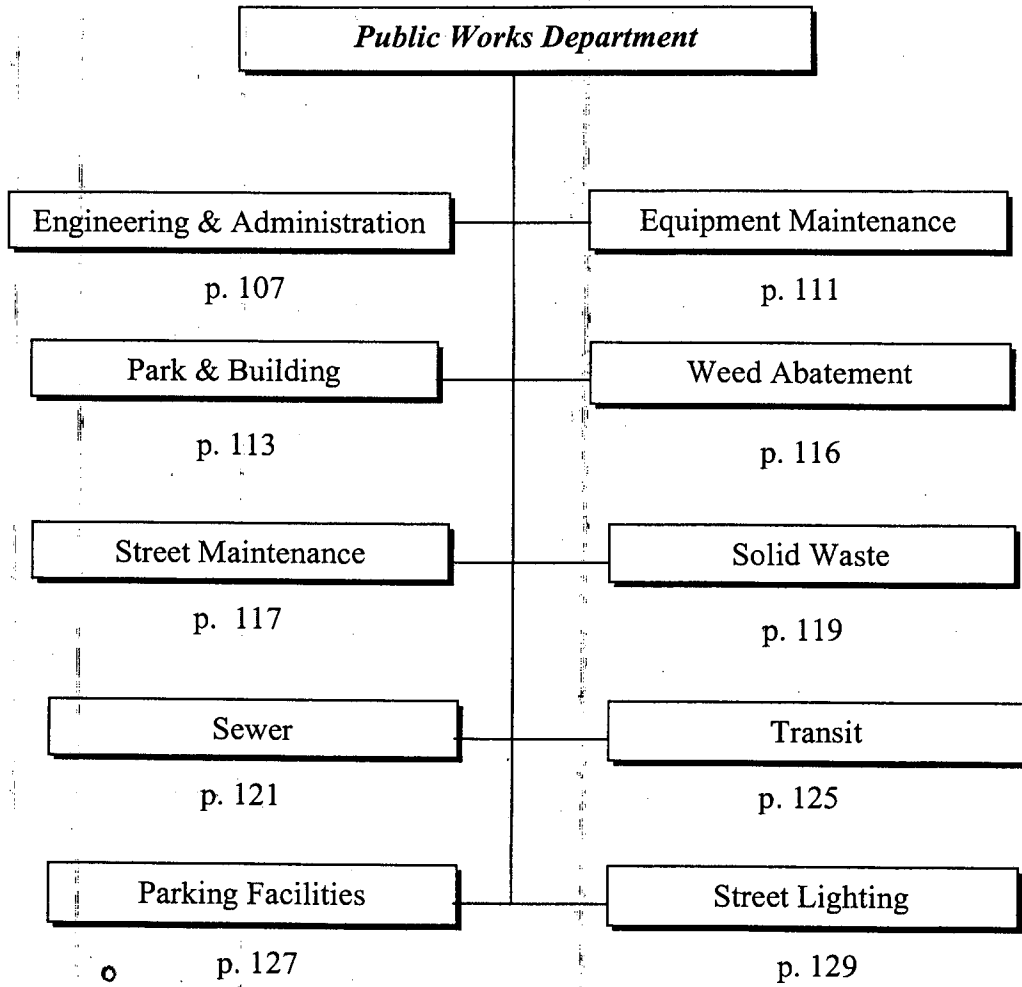 Public Works Department
Engineering & Administration
Equipment Maintenance
p. 107
p. 111
Park & Building
Weed Abatement
p. 113
p. 116
Street Maintenance
Solid Waste
p. 117
p. 119
Sewer
Transit
p. 121
p. 125
Parking Facilities
Street Lighting
p. 127
p. 129